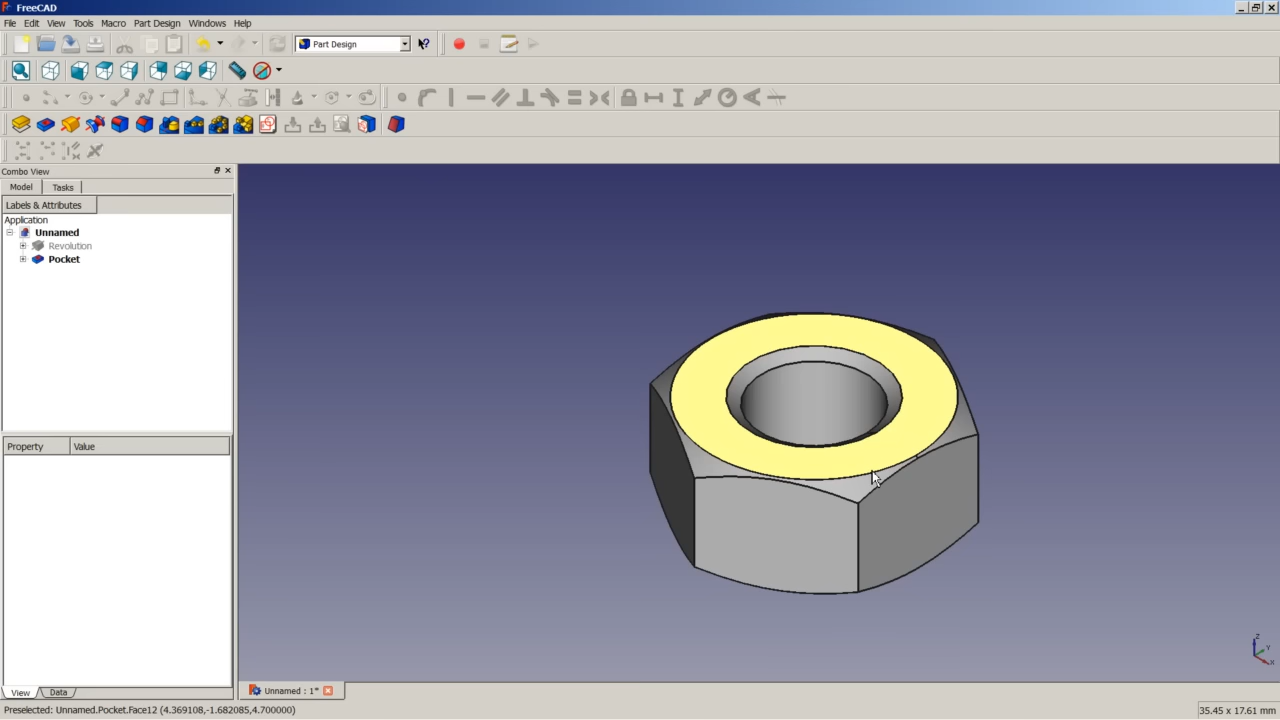 FreeCAD
File Edit View Tools Macro Part Design Windows Help
Part Design
Combo View
Model Tasks
Labels & Attributes
Application
Unnamed
Revolution
Pocket
Property Value
View Data
Unnamed : 1*
Z
Y
X
Preselected: Unnamed.Pocket.Face12 (4.369108,-1.682085,4.700000)
35.45 x 17.61 mm